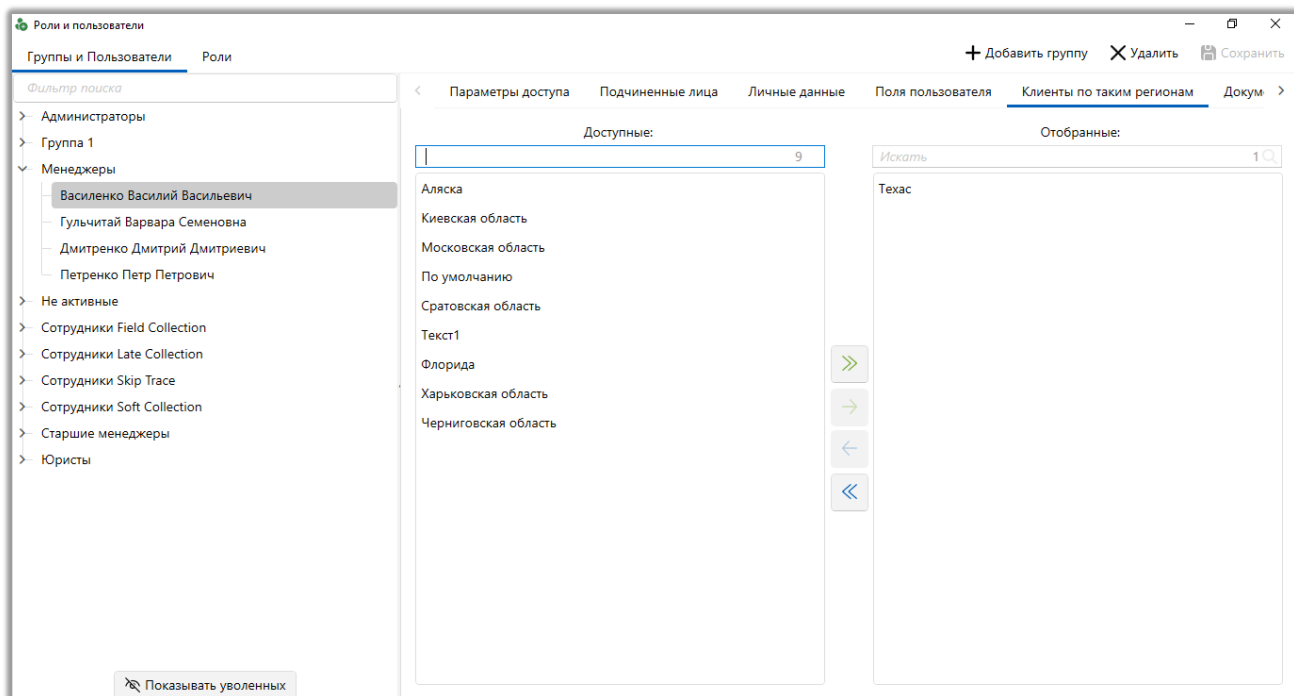 Роли и пользователи
Группы и Пользователи Роли
Добавить группу Удалить Сохранить
Фильтр поиска
Администраторы
Группа 1
Менеджеры
Василенко Василий Васильевич
Гульчитай Варвара Семеновна
Дмитренко Дмитрий Дмитриевич
Петренко Петр Петрович
Не активные
Сотрудники Field Collection
Сотрудники Late Collection
Сотрудники Skip Trace
Сотрудники Soft Collection
Старшие менеджеры
Юристы
Показывать уволенных
Параметры доступа Подчиненные лица Личные данные Поля пользователя Клиенты по таким регионам Докум
Доступные:
9
Аляска
Киевская область
Московская область
По умолчанию
Сратовская область
Текст1
Флорида
Харьковская область
Черниговская область
Отобранные:
Искать 1
Техас